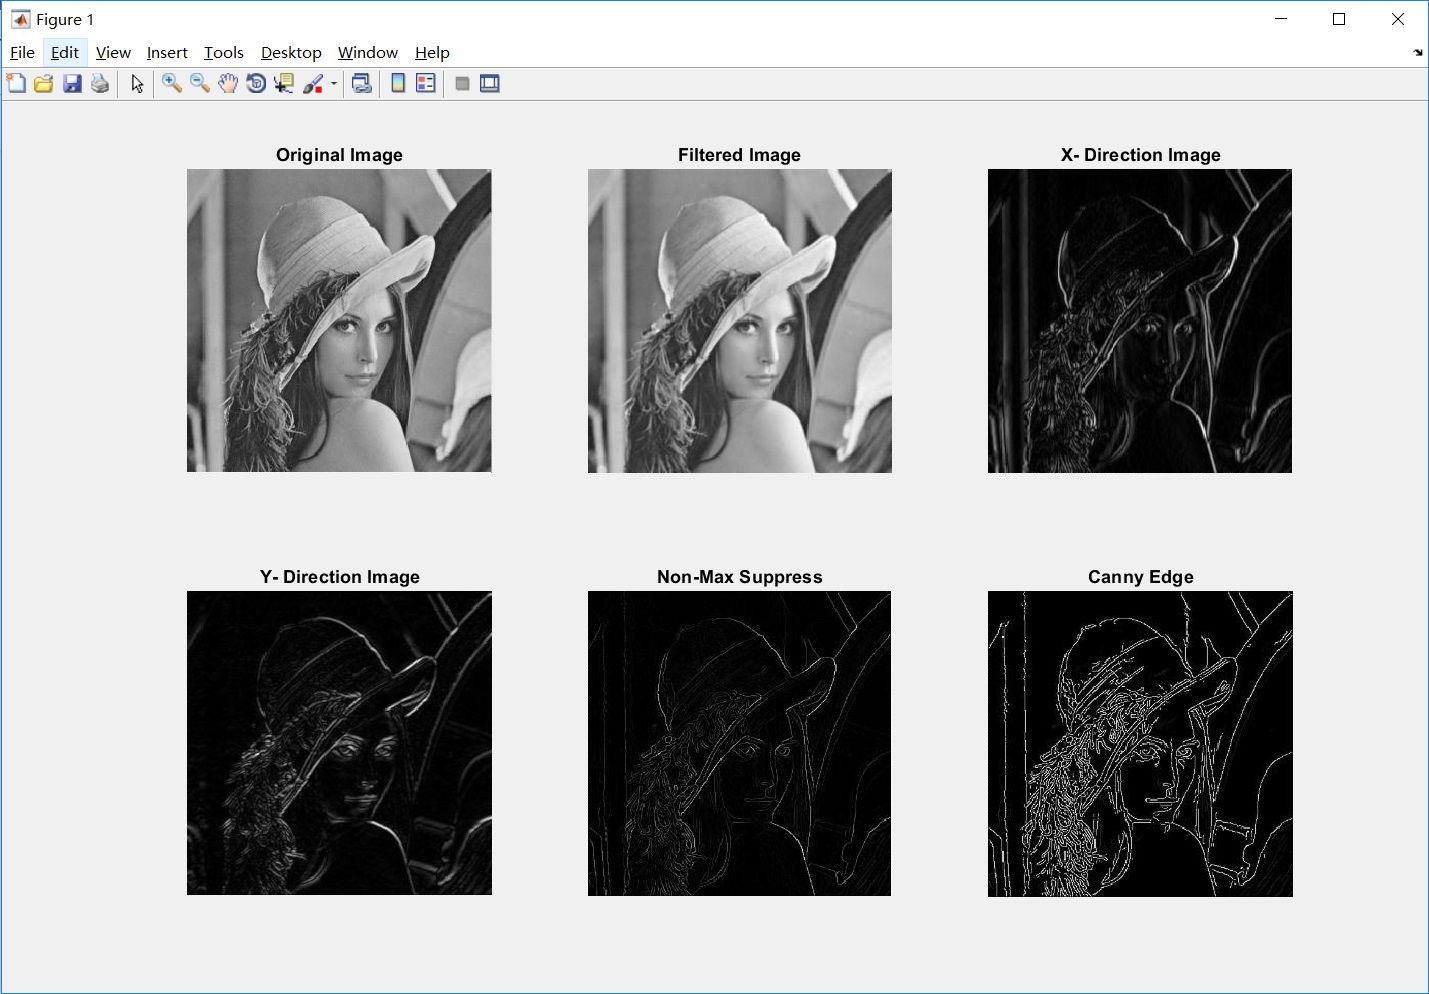 Figure 1
File Edit View Insert Tools Desktop Window Help
Original Image
Filtered Image
X- Direction Image
Y- Direction Image
Non-Max Suppress
Canny Edge